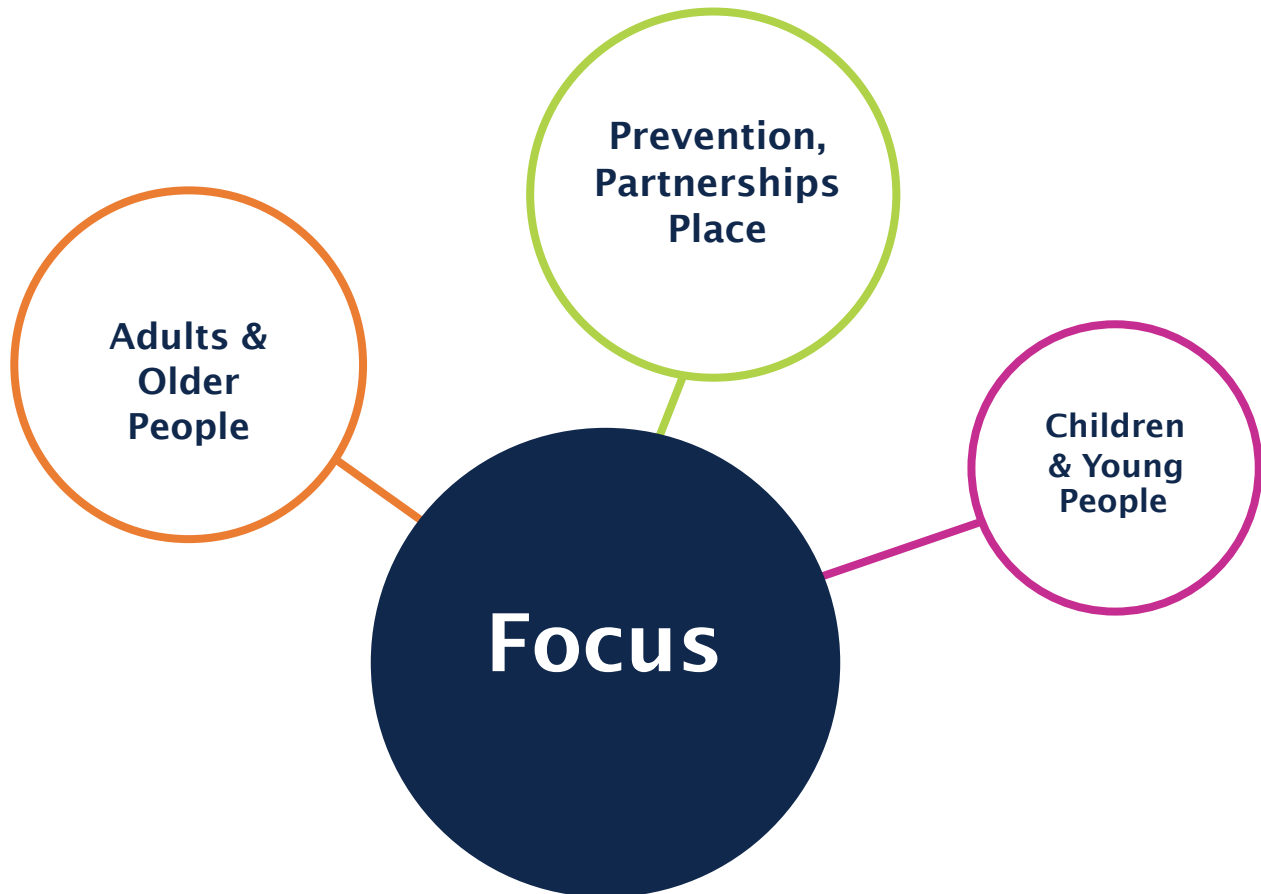 Prevention,
Partnerships
Place
Adults &
Older
People
Children
& Young
People
Focus